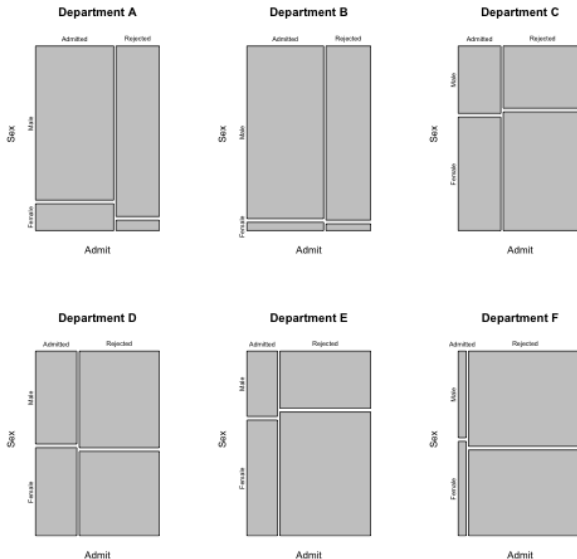 Department A
Admitted Rejected
Male
Female
Sex
Admit
Department B
Admitted Rejected
Male
Female
Sex
Admit
Department C
Admitted Rejected
Male
Female
Sex
Admit
Department D
Admitted Rejected
Male
Female
Sex
Admit
Department E
Admitted Rejected
Male
Female
Sex
Admit
Department F
Admitted Rejected
Male
Female
Sex
Admit